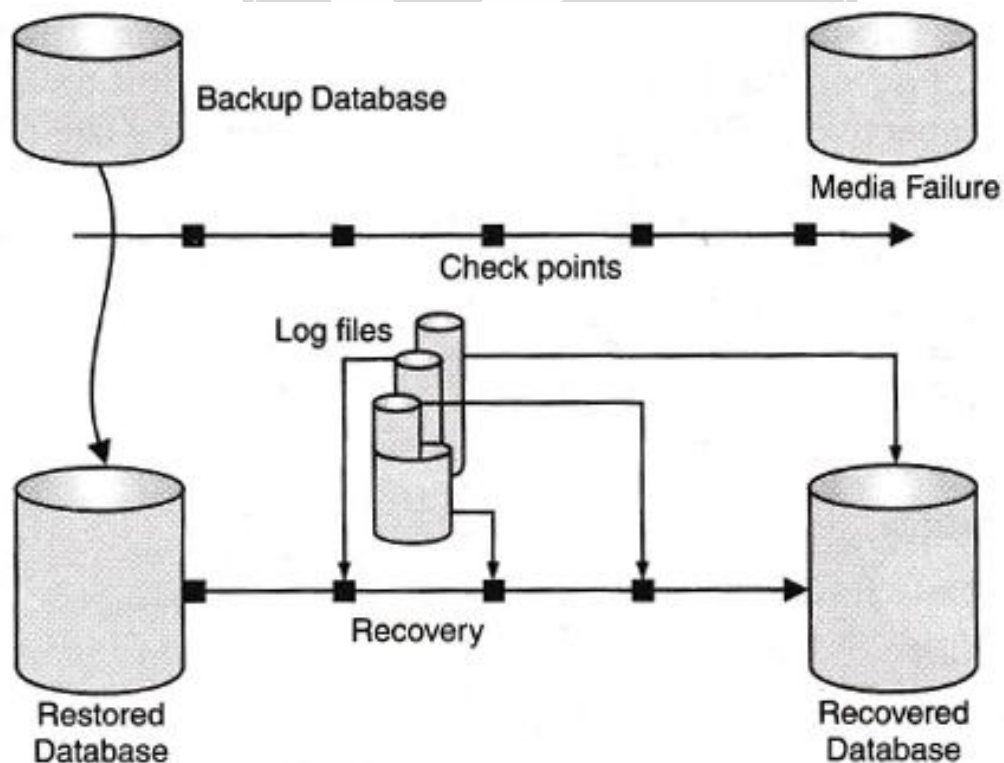 Backup Database
Media Failure
Check points
Log files
Recovery
Restored
Database
Recovered
Database